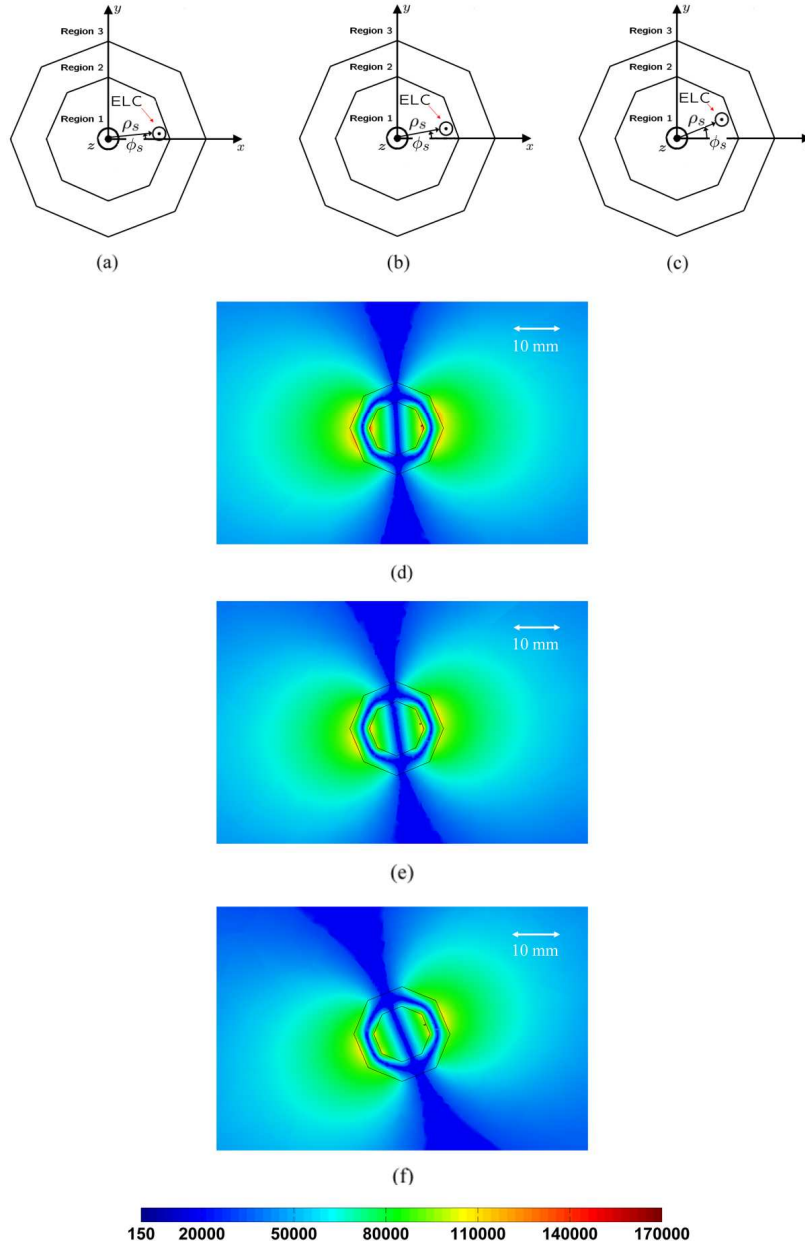 y
Region 3
Region 2
ELC
Region 1
ρs
z
ϕs
x
(a)
y
Region 3
Region 2
ELC
Region 1
ρs
z
ϕs
x
(b)
y
Region 3
Region 2
ELC
Region 1
ρs
z
ϕs
(c)
10 mm
(d)
10 mm
(e)
10 mm
(f)
150 20000 80000 110000 140000 170000